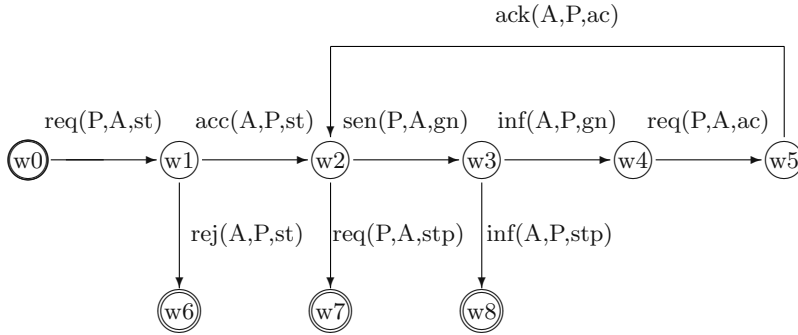 ack(A,P,ac)
req(P,A,st) acc(A,P,st) sen(P,A,gn) inf(A,P,gn) req(P,A,ac)
w0 w1 w2 w3 w4 w5
rej(A,P,st) req(P,A,stp) inf(A,P,stp)
w6 w7 w8